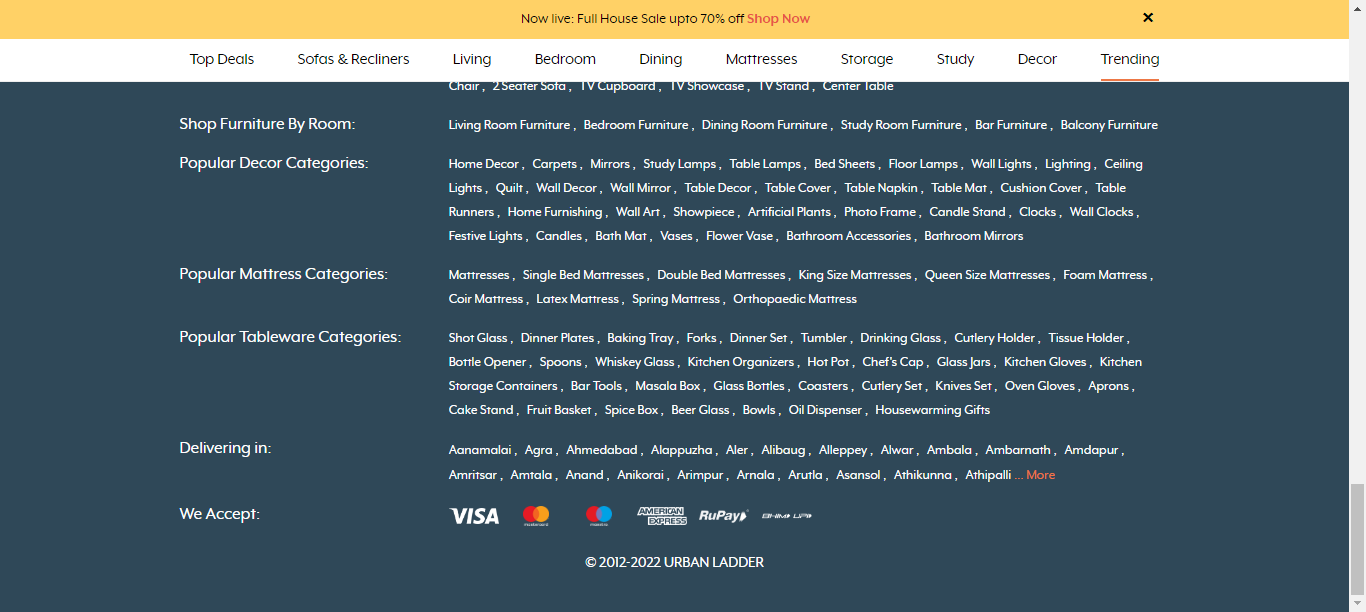 Now live: Full House Sale upto 70% off Shop Now ✕
Top Deals Sofas & Recliners Living Bedroom Dining Mattresses Storage Study Decor Trending
Chair , 2 Seater Sofa , TV Cupboard , TV Showcase , TV Stand , Center Table
Shop Furniture By Room: Living Room Furniture , Bedroom Furniture , Dining Room Furniture , Study Room Furniture , Bar Furniture , Balcony Furniture
Popular Decor Categories: Home Decor , Carpets , Mirrors , Study Lamps , Table Lamps , Bed Sheets , Floor Lamps , Wall Lights , Lighting , Ceiling
Lights , Quilt , Wall Decor , Wall Mirror , Table Decor , Table Cover , Table Napkin , Table Mat , Cushion Cover , Table
Runners , Home Furnishing , Wall Art , Showpiece , Artificial Plants , Photo Frame , Candle Stand , Clocks , Wall Clocks ,
Festive Lights , Candles , Bath Mat , Vases , Flower Vase , Bathroom Accessories , Bathroom Mirrors
Popular Mattress Categories: Mattresses , Single Bed Mattresses , Double Bed Mattresses , King Size Mattresses , Queen Size Mattresses , Foam Mattress ,
Coir Mattress , Latex Mattress , Spring Mattress , Orthopaedic Mattress
Popular Tableware Categories: Shot Glass , Dinner Plates , Baking Tray , Forks , Dinner Set , Tumbler , Drinking Glass , Cutlery Holder , Tissue Holder ,
Bottle Opener , Spoons , Whiskey Glass , Kitchen Organizers , Hot Pot , Chef's Cap , Glass Jars , Kitchen Gloves , Kitchen
Storage Containers , Bar Tools , Masala Box , Glass Bottles , Coasters , Cutlery Set , Knives Set , Oven Gloves , Aprons ,
Cake Stand , Fruit Basket , Spice Box , Beer Glass , Bowls , Oil Dispenser , Housewarming Gifts
Delivering in: Aanamalai , Agra , Ahmedabad , Alappuzha , Aler , Alibaug , Alleppey , Alwar , Ambala , Ambarnath , Amdapur ,
Amritsar , Amtala , Anand , Anikorai , Arimpur , Arnala , Arutla , Asansol , Athikunna , Athipalli ... More
We Accept: VISA mastercard maestro AMERICAN EXPRESS RuPay BHIM UPI
© 2012-2022 URBAN LADDER